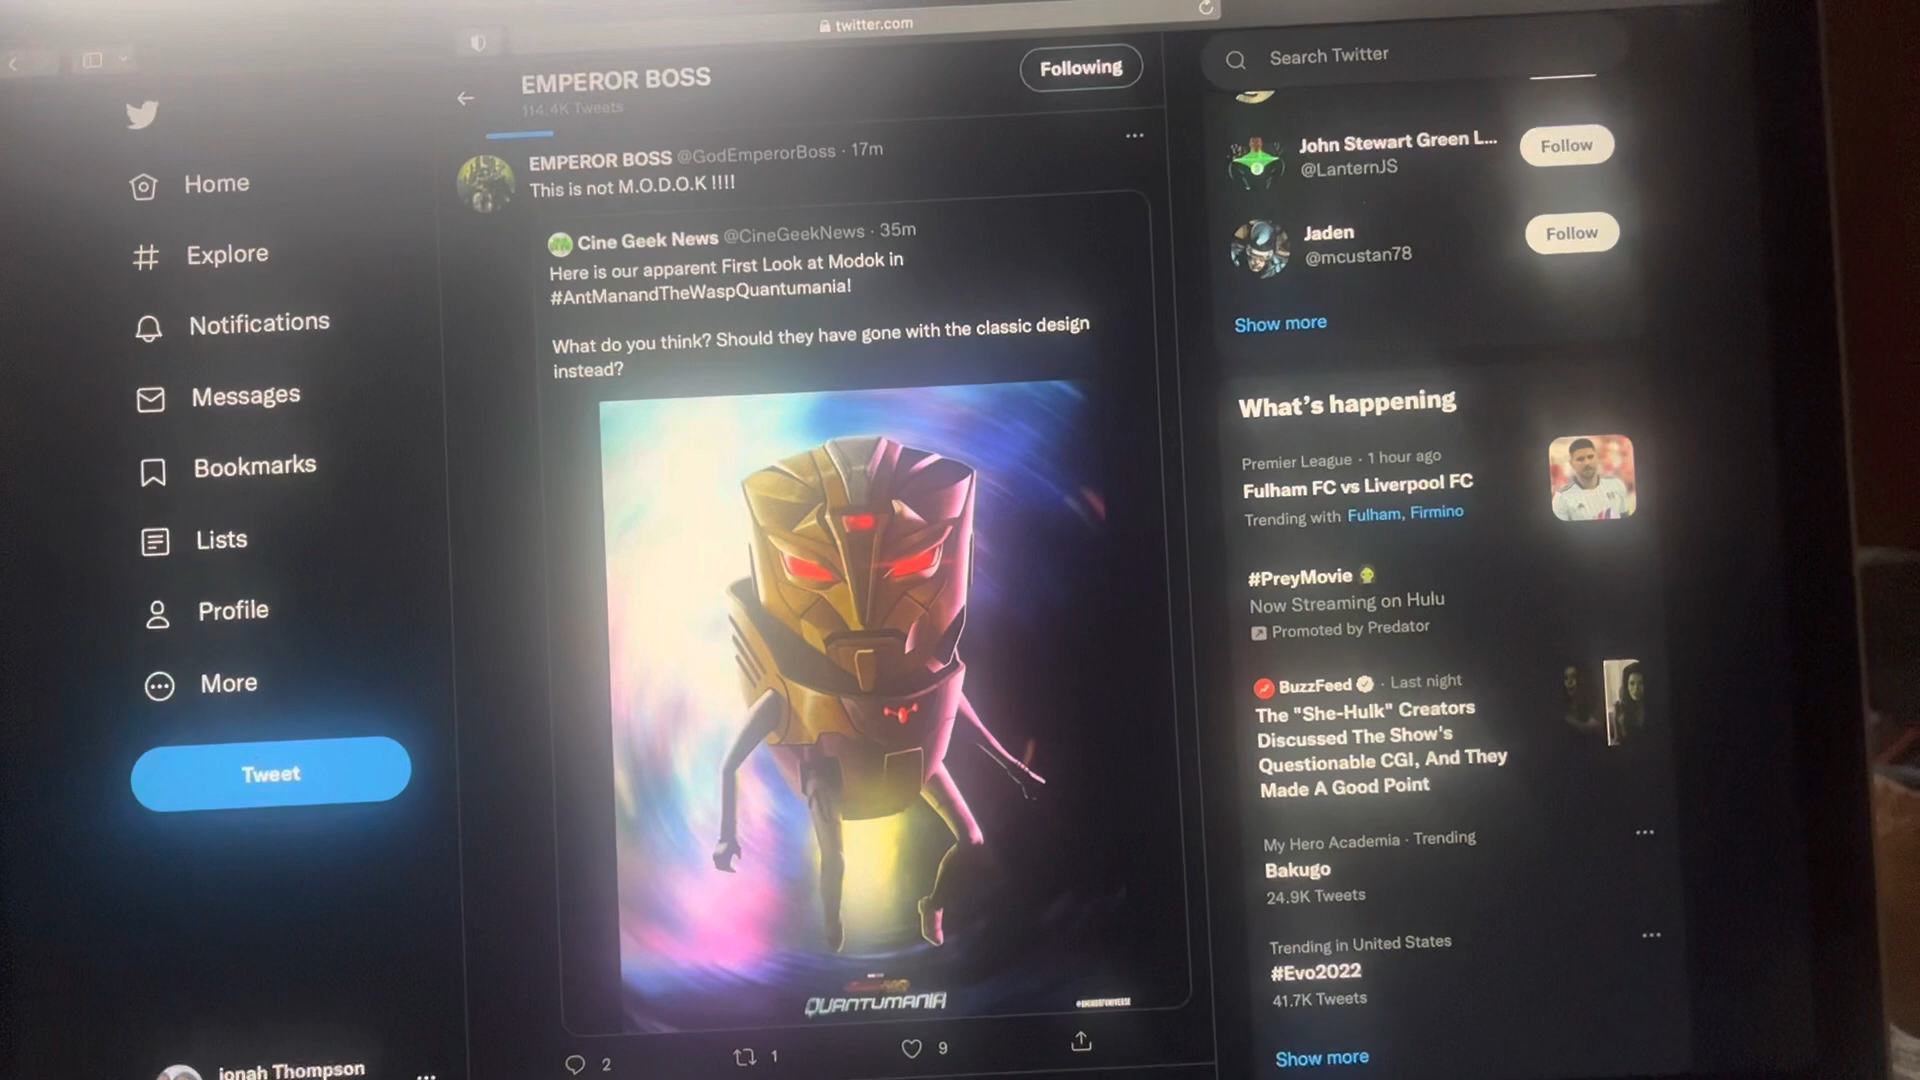 twitter.com
EMPEROR BOSS
114.4K Tweets
Following
Search Twitter
Home
Explore
Notifications
Messages
Bookmarks
Lists
Profile
More
Tweet
jonah Thompson
EMPEROR BOSS @GodEmperorBoss · 17m
This is not M.O.D.O.K !!!!
Cine Geek News @CineGeekNews · 35m
Here is our apparent First Look at Modok in
#AntManandTheWaspQuantumania!
What do you think? Should they have gone with the classic design
instead?
QUANTUMANIA
2
1
9
John Stewart Green L...
@LanternJS
Follow
Jaden
@mcustan78
Follow
Show more
What's happening
Premier League · 1 hour ago
Fulham FC vs Liverpool FC
Trending with Fulham, Firmino
#PreyMovie
Now Streaming on Hulu
Promoted by Predator
BuzzFeed · Last night
The "She-Hulk" Creators
Discussed The Show's
Questionable CGI, And They
Made A Good Point
My Hero Academia · Trending
Bakugo
24.9K Tweets
Trending in United States
#Evo2022
41.7K Tweets
Show more